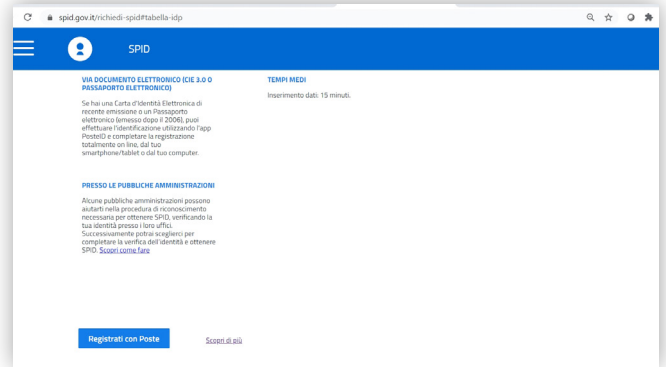 spid.gov.it/richiedi-spid#tabella-idp
SPID
VIA DOCUMENTO ELETTRONICO (CIE 3.0 O
PASSAPORTO ELETTRONICO)
Se hai una Carta d'Identità Elettronica di
recente emissione o un Passaporto
elettronico (emesso dopo il 2006), puoi
effettuare l'identificazione utilizzando l'app
PosteID e completare la registrazione
totalmente on line, dal tuo
smartphone/tablet o dal tuo computer.
TEMPI MEDI
Inserimento dati: 15 minuti.
PRESSO LE PUBBLICHE AMMINISTRAZIONI
Alcune pubbliche amministrazioni possono
aiutarti nella procedura di riconoscimento
necessaria per ottenere SPID, verificando la
tua identità presso i loro uffici.
Successivamente potrai sceglierci per
completare la verifica dell'identità e ottenere
SPID. Scopri come fare
Registrati con Poste
Scopri di più